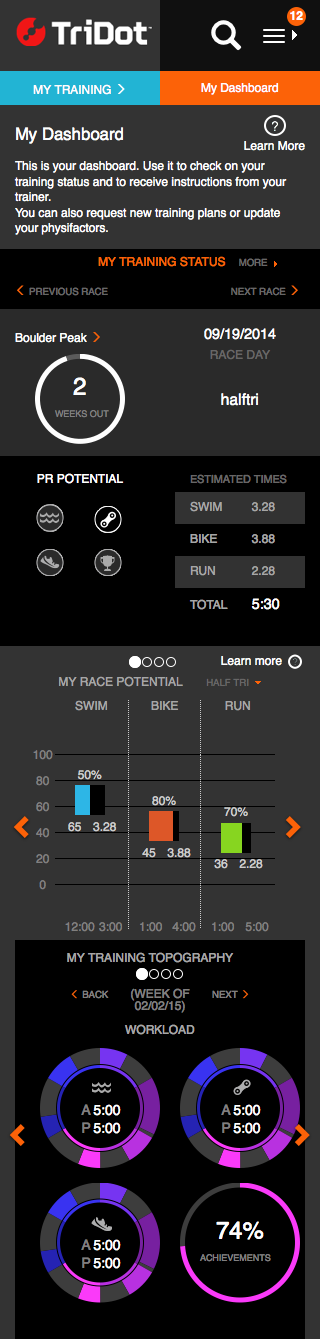 TriDot
12
MY TRAINING
My Dashboard
My Dashboard
?
Learn More
This is your dashboard. Use it to check on your
training status and to receive instructions from your
trainer.
You can also request new training plans or update
your physifactors.
MY TRAINING STATUS MORE
PREVIOUS RACE NEXT RACE
Boulder Peak
09/19/2014
RACE DAY
2
WEEKS OUT
halftri
PR POTENTIAL
ESTIMATED TIMES
SWIM 3.28
BIKE 3.88
RUN 2.28
TOTAL 5:30
Learn more ?
MY RACE POTENTIAL HALF TRI
SWIM BIKE RUN
100
80
60
40
20
0
50%
65 3.28
80%
45 3.88
70%
36 2.28
12:00 3:00 1:00 4:00 1:00 5:00
MY TRAINING TOPOGRAPHY
BACK
(WEEK OF
02/02/15)
NEXT
WORKLOAD
A 5:00
P 5:00
A 5:00
P 5:00
A 5:00
P 5:00
74%
ACHIEVEMENTS